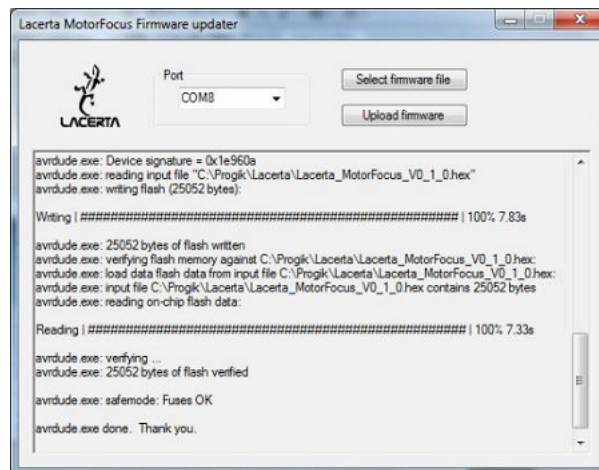 Lacerta MotorFocus Firmware updater
LACERTA
Port
COM8
Select firmware file
Upload firmware
avrdude.exe: Device signature = 0x1e960a
avrdude.exe: reading input file "C:\Progik\Lacerta\Lacerta_MotorFocus_V0_1_0.hex"
avrdude.exe: writing flash (25052 bytes):
Writing | ################################################## | 100% 7.83s
avrdude.exe: 25052 bytes of flash written
avrdude.exe: verifying flash memory against C:\Progik\Lacerta\Lacerta_MotorFocus_V0_1_0.hex:
avrdude.exe: load data flash data from input file C:\Progik\Lacerta\Lacerta_MotorFocus_V0_1_0.hex:
avrdude.exe: input file C:\Progik\Lacerta\Lacerta_MotorFocus_V0_1_0.hex contains 25052 bytes
avrdude.exe: reading on-chip flash data:
Reading | ################################################## | 100% 7.33s
avrdude.exe: verifying ...
avrdude.exe: 25052 bytes of flash verified
avrdude.exe: safemode: Fuses OK
avrdude.exe done.  Thank you.